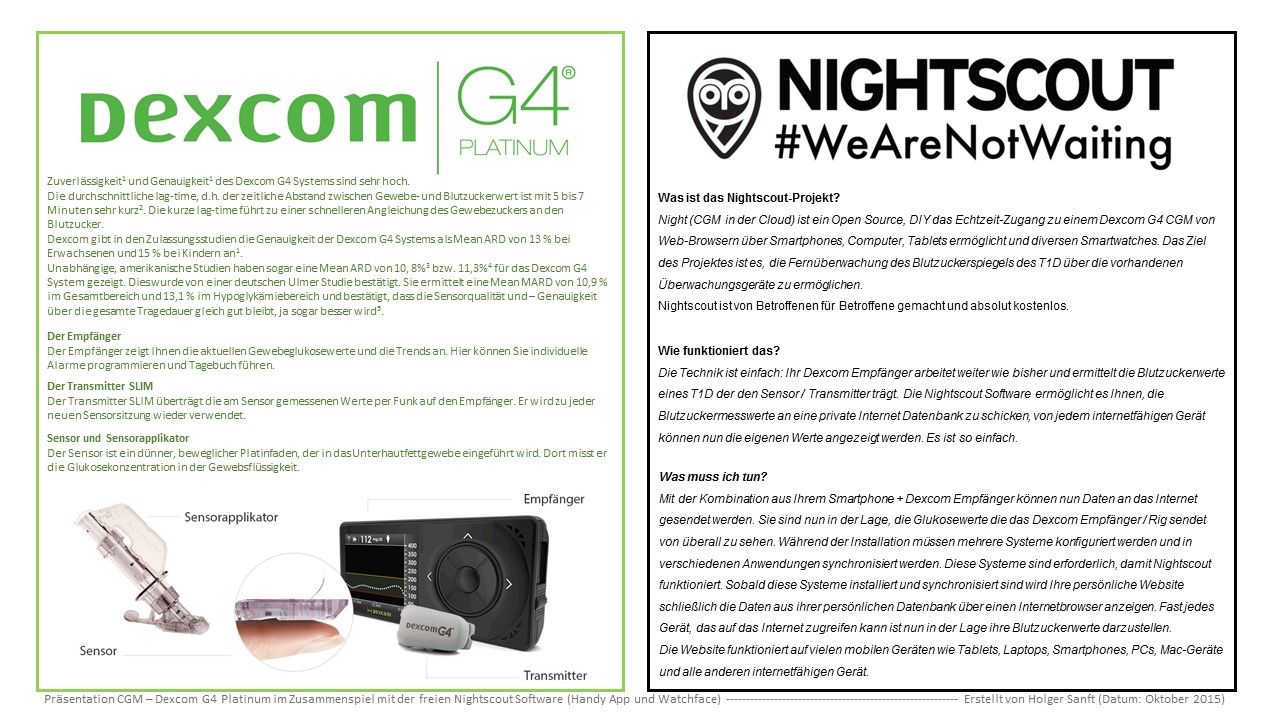 Dexcom
G4®
PLATINUM
Zuverlässigkeit¹ und Genauigkeit¹ des Dexcom G4 Systems sind sehr hoch.
Die durchschnittliche lag-time, d.h. der zeitliche Abstand zwischen Gewebe- und Blutzuckerwert ist mit 5 bis 7
Minuten sehr kurz². Die kurze lag-time führt zu einer schnelleren Angleichung des Gewebezuckers an den
Blutzucker.
Dexcom gibt in den Zulassungsstudien die Genauigkeit der Dexcom G4 Systems als Mean ARD von 13 % bei
Erwachsenen und 15 % bei Kindern an¹.
Unabhängige, amerikanische Studien haben sogar eine Mean ARD von 10, 8%³ bzw. 11,3%⁴ für das Dexcom G4
System gezeigt. Dies wurde von einer deutschen Ulmer Studie bestätigt. Sie ermittelt eine Mean MARD von 10,9 %
im Gesamtbereich und 13,1 % im Hypoglykämiebereich und bestätigt, dass die Sensorqualität und – Genauigkeit
über die gesamte Tragedauer gleich gut bleibt, ja sogar besser wird⁵.
Der Empfänger
Der Empfänger zeigt Ihnen die aktuellen Gewebeglukosewerte und die Trends an. Hier können Sie individuelle
Alarme programmieren und Tagebuch führen.
Der Transmitter SLIM
Der Transmitter SLIM überträgt die am Sensor gemessenen Werte per Funk auf den Empfänger. Er wird zu jeder
neuen Sensorsitzung wieder verwendet.
Sensor und Sensorapplikator
Der Sensor ist ein dünner, beweglicher Platinfaden, der in das Unterhautfettgewebe eingeführt wird. Dort misst er
die Glukosekonzentration in der Gewebsflüssigkeit.
Empfänger
Sensorapplikator
112 mg/dL
400
350
300
250
200
150
100
50
DEXCOM
DEXCOM G4
Sensor
Transmitter
NIGHTSCOUT
#WeAreNotWaiting
Was ist das Nightscout-Projekt?
Night (CGM in der Cloud) ist ein Open Source, DIY das Echtzeit-Zugang zu einem Dexcom G4 CGM von
Web-Browsern über Smartphones, Computer, Tablets ermöglicht und diversen Smartwatches. Das Ziel
des Projektes ist es, die Fernüberwachung des Blutzuckerspiegels des T1D über die vorhandenen
Überwachungsgeräte zu ermöglichen.
Nightscout ist von Betroffenen für Betroffene gemacht und absolut kostenlos.
Wie funktioniert das?
Die Technik ist einfach: Ihr Dexcom Empfänger arbeitet weiter wie bisher und ermittelt die Blutzuckerwerte
eines T1D der den Sensor / Transmitter trägt. Die Nightscout Software ermöglicht es Ihnen, die
Blutzuckermesswerte an eine private Internet Datenbank zu schicken, von jedem internetfähigen Gerät
können nun die eigenen Werte angezeigt werden. Es ist so einfach.
Was muss ich tun?
Mit der Kombination aus Ihrem Smartphone + Dexcom Empfänger können nun Daten an das Internet
gesendet werden. Sie sind nun in der Lage, die Glukosewerte die das Dexcom Empfänger / Rig sendet
von überall zu sehen. Während der Installation müssen mehrere Systeme konfiguriert werden und in
verschiedenen Anwendungen synchronisiert werden. Diese Systeme sind erforderlich, damit Nightscout
funktioniert. Sobald diese Systeme installiert und synchronisiert sind wird Ihre persönliche Website
schließlich die Daten aus ihrer persönlichen Datenbank über einen Internetbrowser anzeigen. Fast jedes
Gerät, das auf das Internet zugreifen kann ist nun in der Lage ihre Blutzuckerwerte darzustellen.
Die Website funktioniert auf vielen mobilen Geräten wie Tablets, Laptops, Smartphones, PCs, Mac-Geräte
und alle anderen internetfähigen Gerät.
Präsentation CGM – Dexcom G4 Platinum im Zusammenspiel mit der freien Nightscout Software (Handy App und Watchface) ---------------------------------------------------- Erstellt von Holger Sanft (Datum: Oktober 2015)